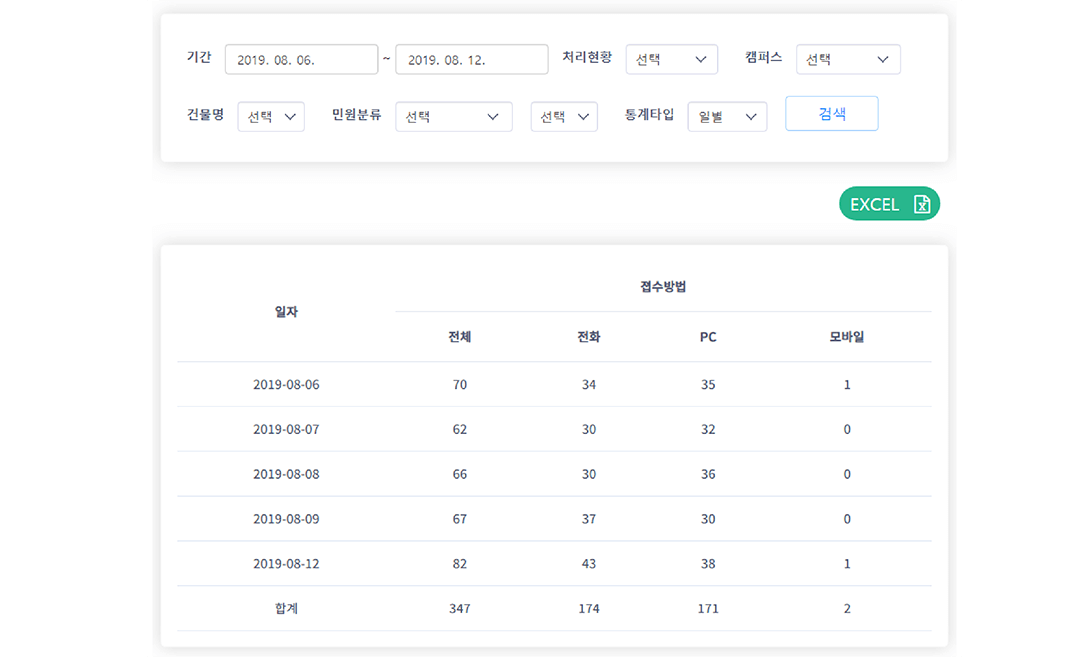 기간 2019. 08. 06. ~ 2019. 08. 12. 처리현황 선택 캠퍼스 선택
건물명 선택 민원분류 선택 선택 통계타입 일별 검색
EXCEL
접수방법
일자
전체 전화 PC 모바일
2019-08-06 70 34 35 1
2019-08-07 62 30 32 0
2019-08-08 66 30 36 0
2019-08-09 67 37 30 0
2019-08-12 82 43 38 1
합계 347 174 171 2